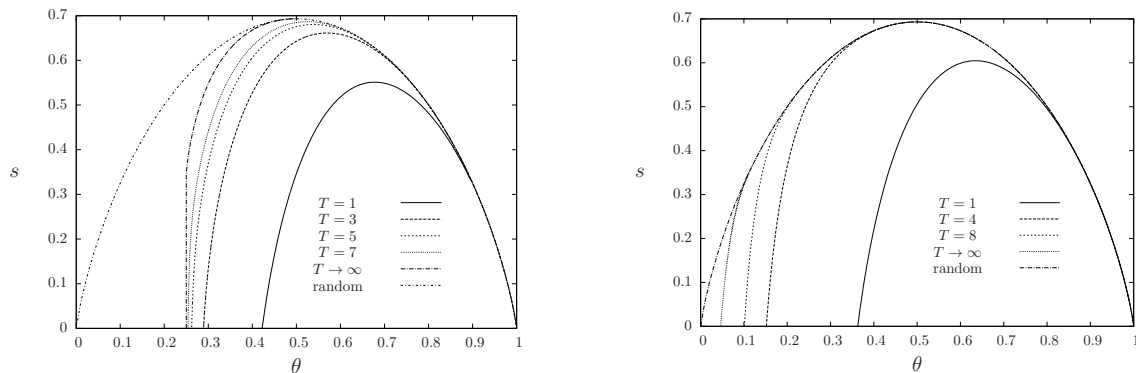 0.7
0.6
0.5
0.4
0.3
0.2
0.1
0
s
0 0.1 0.2 0.3 0.4 0.5 0.6 0.7 0.8 0.9 1
θ
T = 1
T = 3
T = 5
T = 7
T → ∞
random
0.7
0.6
0.5
0.4
0.3
0.2
0.1
0
s
0 0.1 0.2 0.3 0.4 0.5 0.6 0.7 0.8 0.9 1
θ
T = 1
T = 4
T = 8
T → ∞
random